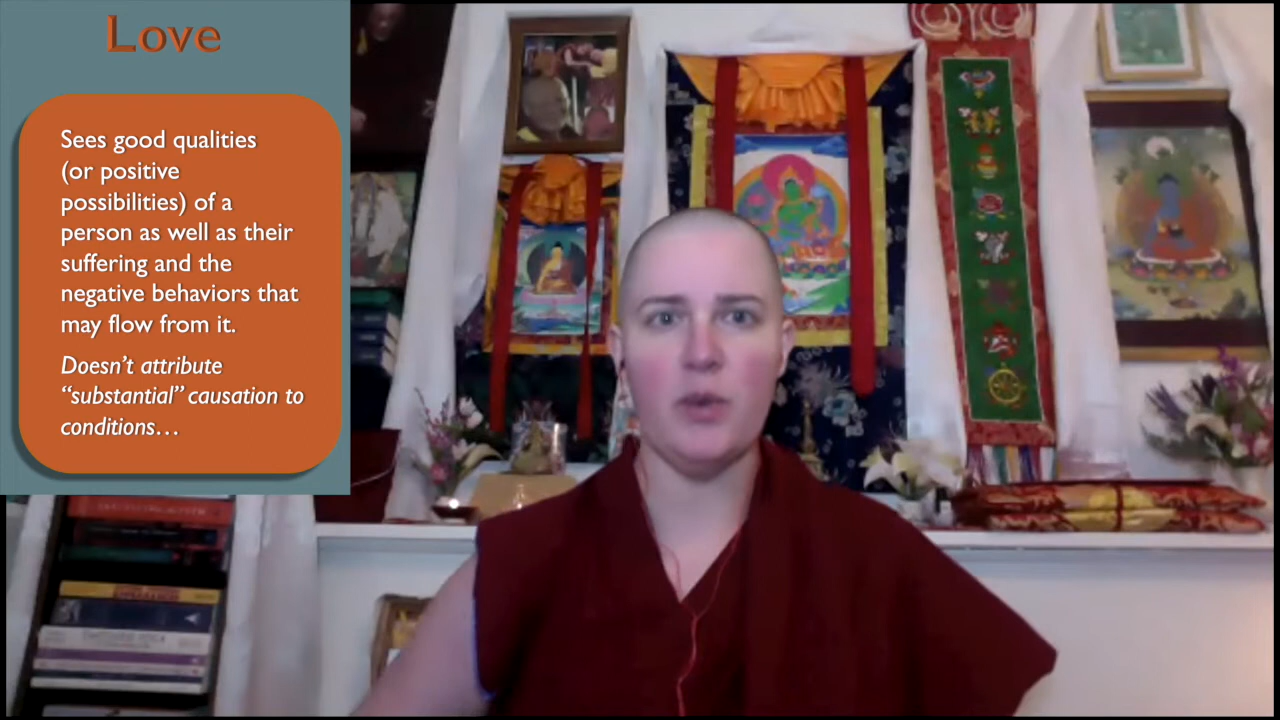 Love
Sees good qualities
(or positive
possibilities) of a
person as well as their
suffering and the
negative behaviors that
may flow from it.
Doesn’t attribute
“substantial” causation to
conditions…